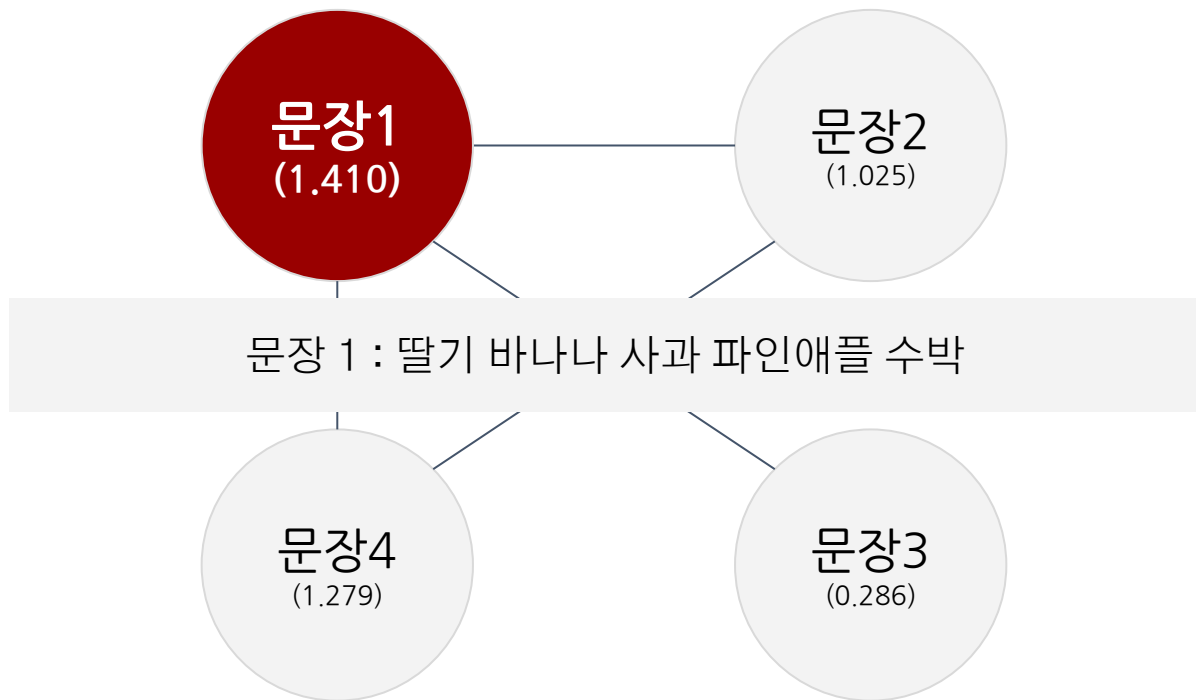 문장1
(1.410)
문장2
(1.025)
문장 1 : 딸기 바나나 사과 파인애플 수박
문장4
(1.279)
문장3
(0.286)